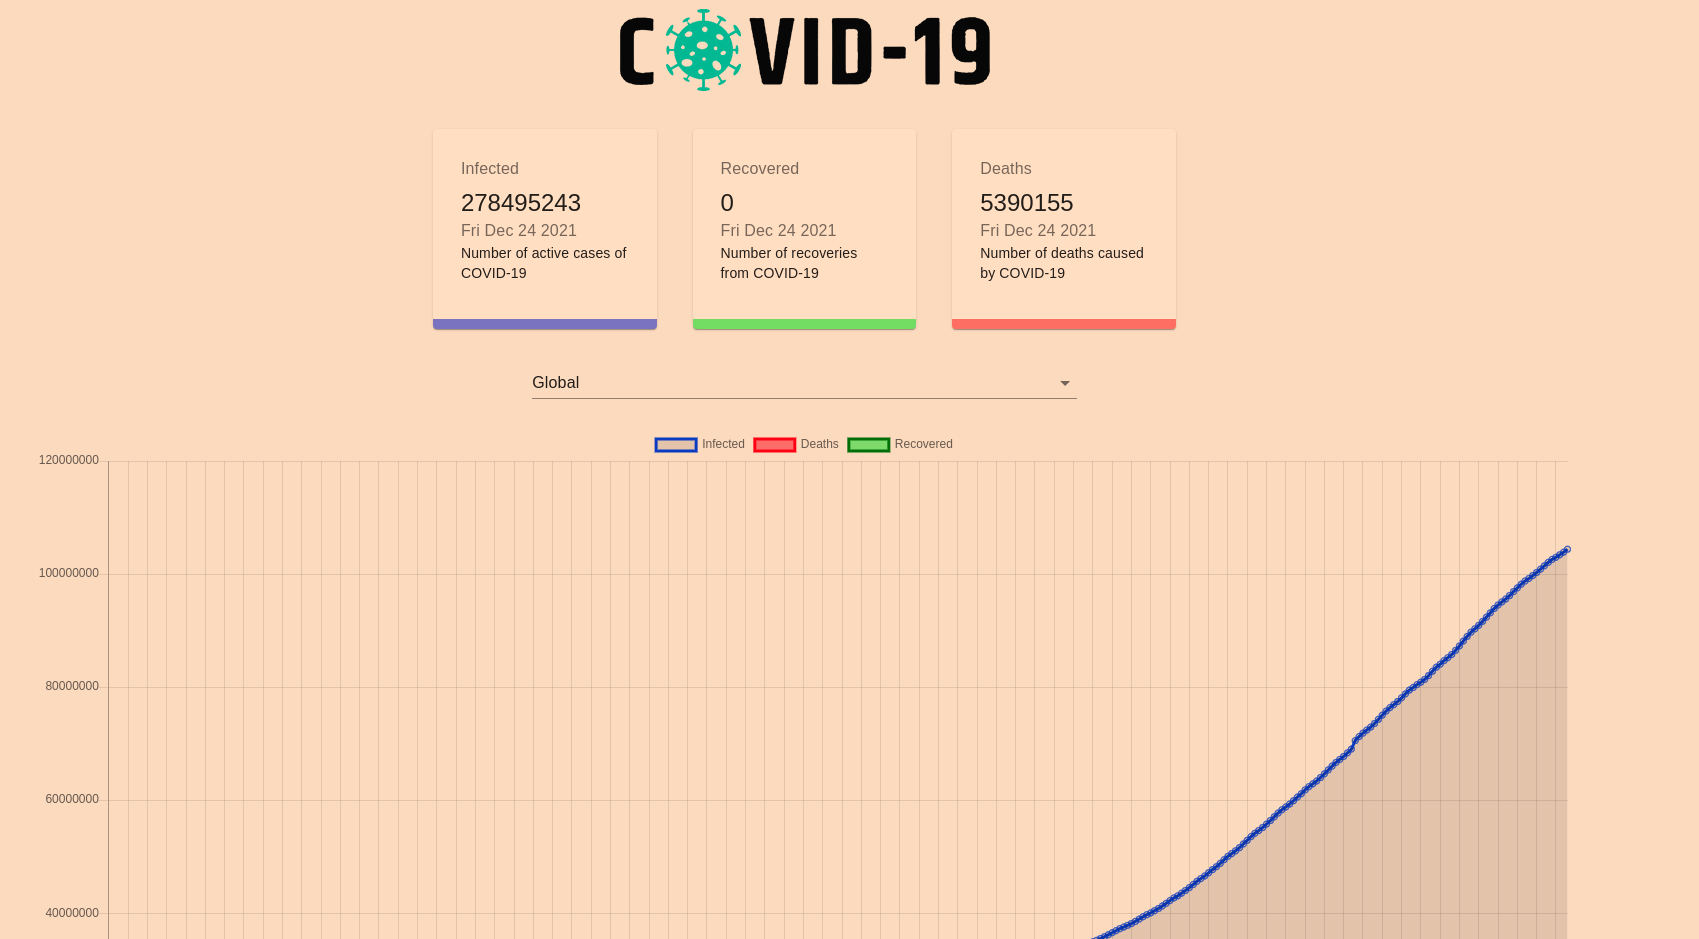 COVID-19
Infected
278495243
Fri Dec 24 2021
Number of active cases of
COVID-19
Recovered
0
Fri Dec 24 2021
Number of recoveries
from COVID-19
Deaths
5390155
Fri Dec 24 2021
Number of deaths caused
by COVID-19
Global
Infected Deaths Recovered
120000000
100000000
80000000
60000000
40000000